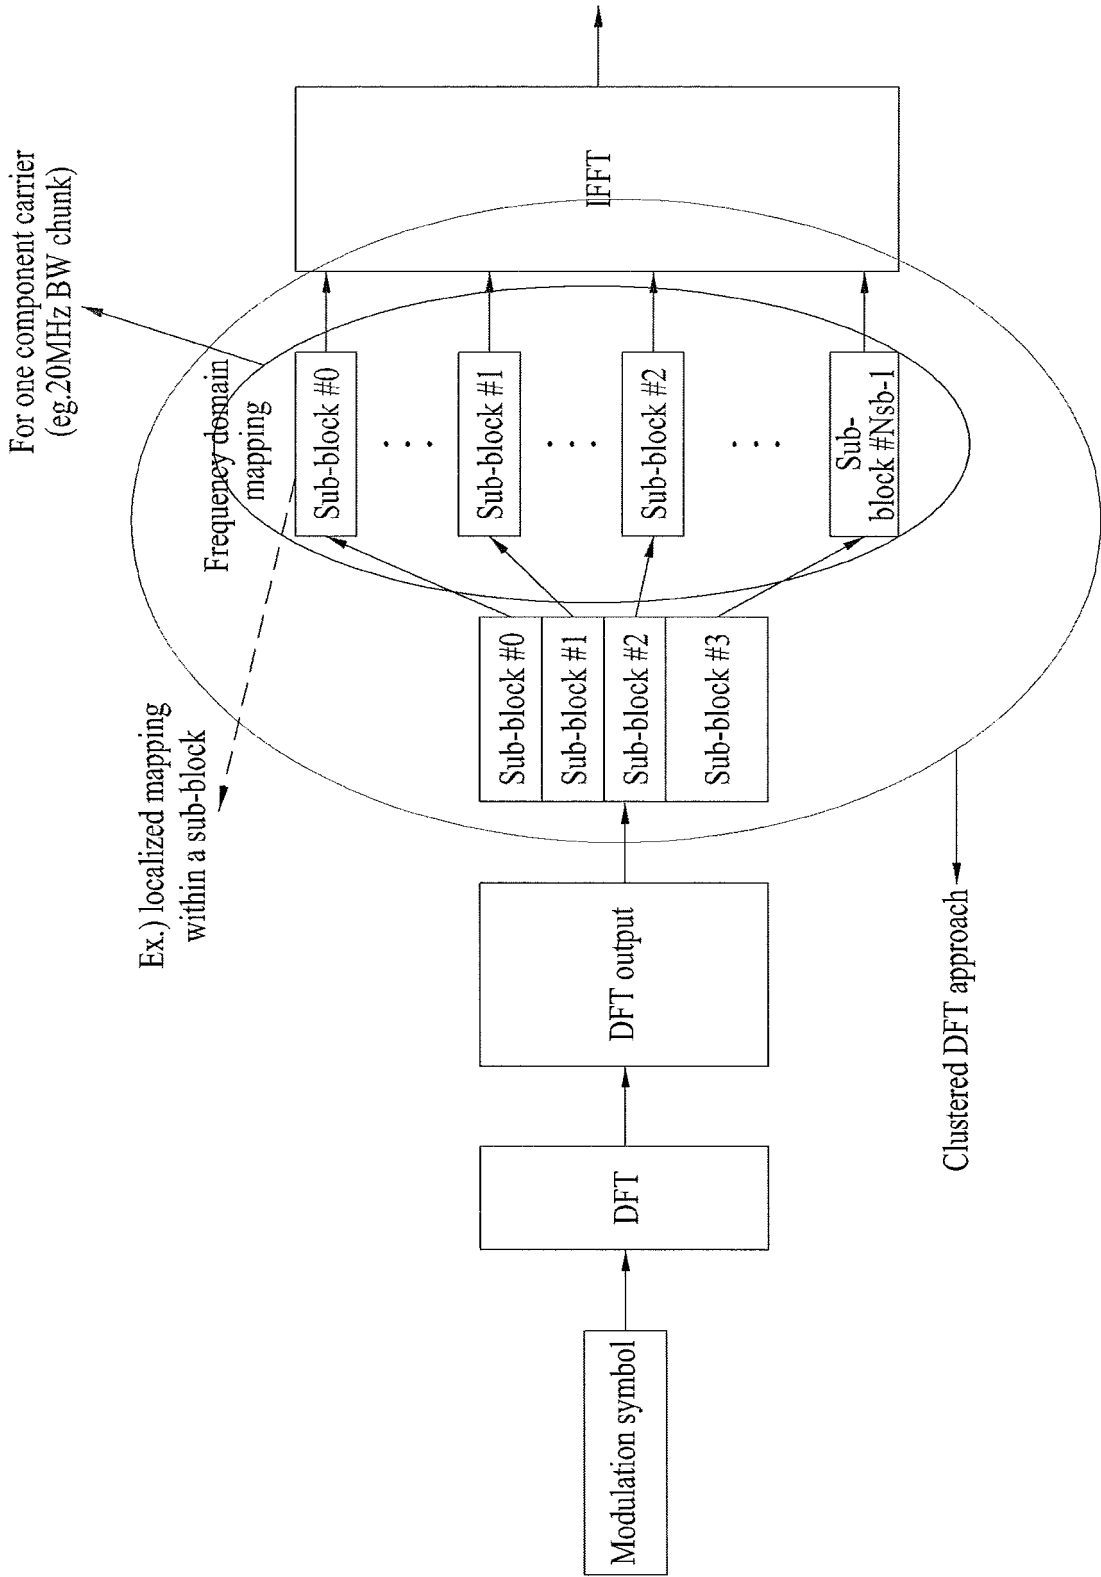 Modulation symbol
DFT
DFT output
Sub-block #0
Sub-block #1
Sub-block #2
Sub-block #3
Ex.) localized mapping
within a sub-block
Frequency domain
mapping
Sub-block #0
. . .
Sub-block #1
. . .
Sub-block #2
. . .
Sub-
block #Nsb-1
For one component carrier
(eg.20MHz BW chunk)
IFFT
Clustered DFT approach